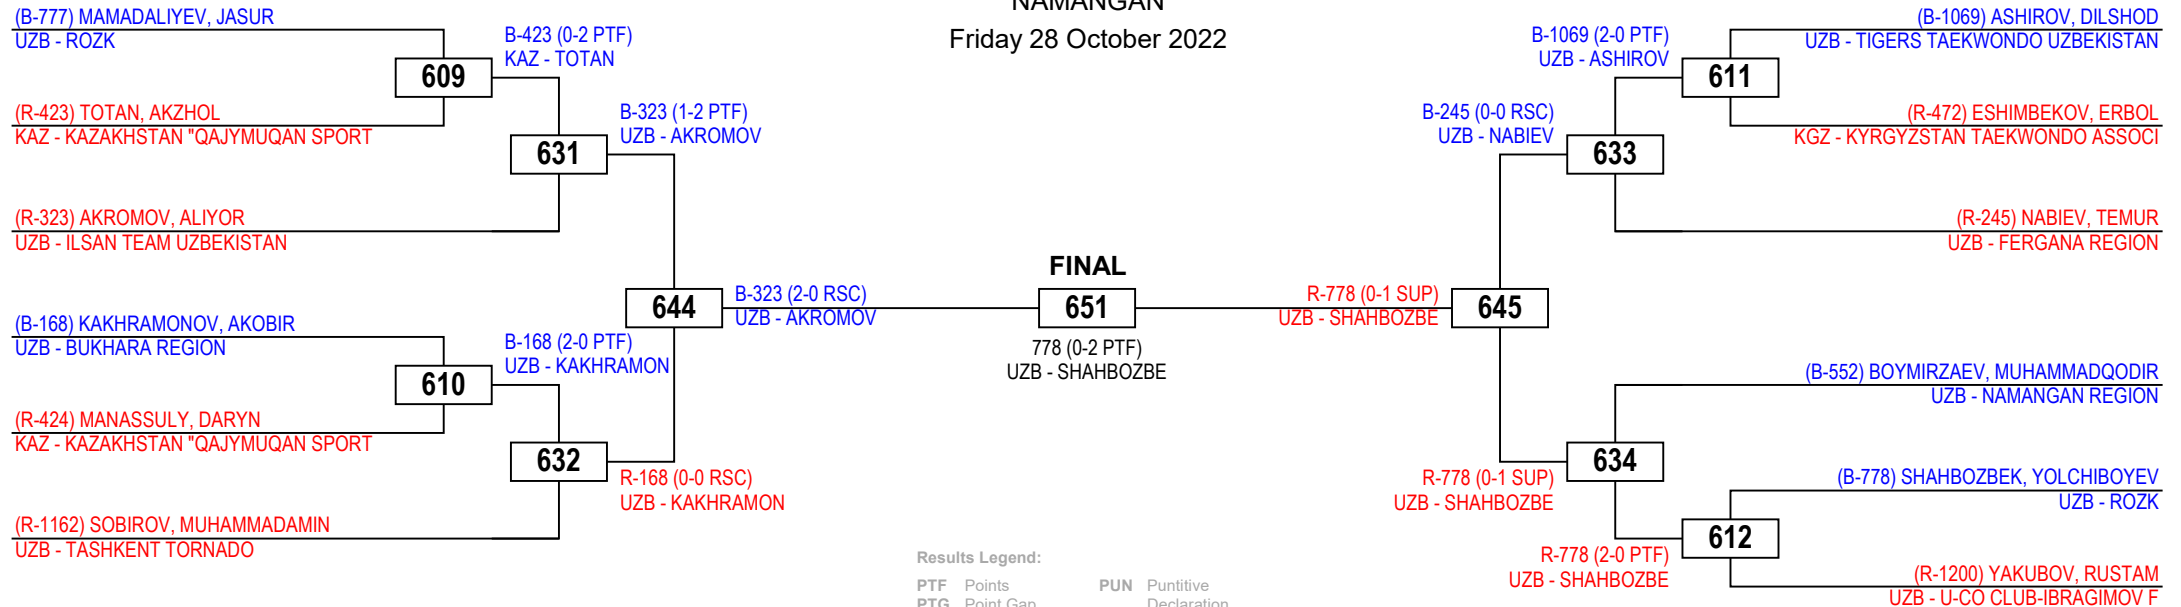 NAMANGAN
Friday 28 October 2022
(B-777) MAMADALIYEV, JASUR
UZB - ROZK
609
(R-423) TOTAN, AKZHOL
KAZ - KAZAKHSTAN "QAJYMUQAN SPORT
B-423 (0-2 PTF)
KAZ - TOTAN
631
(R-323) AKROMOV, ALIYOR
UZB - ILSAN TEAM UZBEKISTAN
B-323 (1-2 PTF)
UZB - AKROMOV
644
(B-168) KAKHRAMONOV, AKOBIR
UZB - BUKHARA REGION
610
(R-424) MANASSULY, DARYN
KAZ - KAZAKHSTAN "QAJYMUQAN SPORT
B-168 (2-0 PTF)
UZB - KAKHRAMON
632
(R-1162) SOBIROV, MUHAMMADAMIN
UZB - TASHKENT TORNADO
R-168 (0-0 RSC)
UZB - KAKHRAMON
B-323 (2-0 RSC)
UZB - AKROMOV
FINAL
651
778 (0-2 PTF)
UZB - SHAHBOZBE
R-778 (0-1 SUP)
UZB - SHAHBOZBE
645
B-245 (0-0 RSC)
UZB - NABIEV
633
B-1069 (2-0 PTF)
UZB - ASHIROV
611
(B-1069) ASHIROV, DILSHOD
UZB - TIGERS TAEKWONDO UZBEKISTAN
(R-472) ESHIMBEKOV, ERBOL
KGZ - KYRGYZSTAN TAEKWONDO ASSOCI
(R-245) NABIEV, TEMUR
UZB - FERGANA REGION
(B-552) BOYMIRZAEV, MUHAMMADQODIR
UZB - NAMANGAN REGION
634
R-778 (0-1 SUP)
UZB - SHAHBOZBE
(B-778) SHAHBOZBEK, YOLCHIBOYEV
UZB - ROZK
612
R-778 (2-0 PTF)
UZB - SHAHBOZBE
(R-1200) YAKUBOV, RUSTAM
UZB - U-CO CLUB-IBRAGIMOV F
Results Legend:
PTF Points PUN Puntitive
PTG Point Gap Declaration